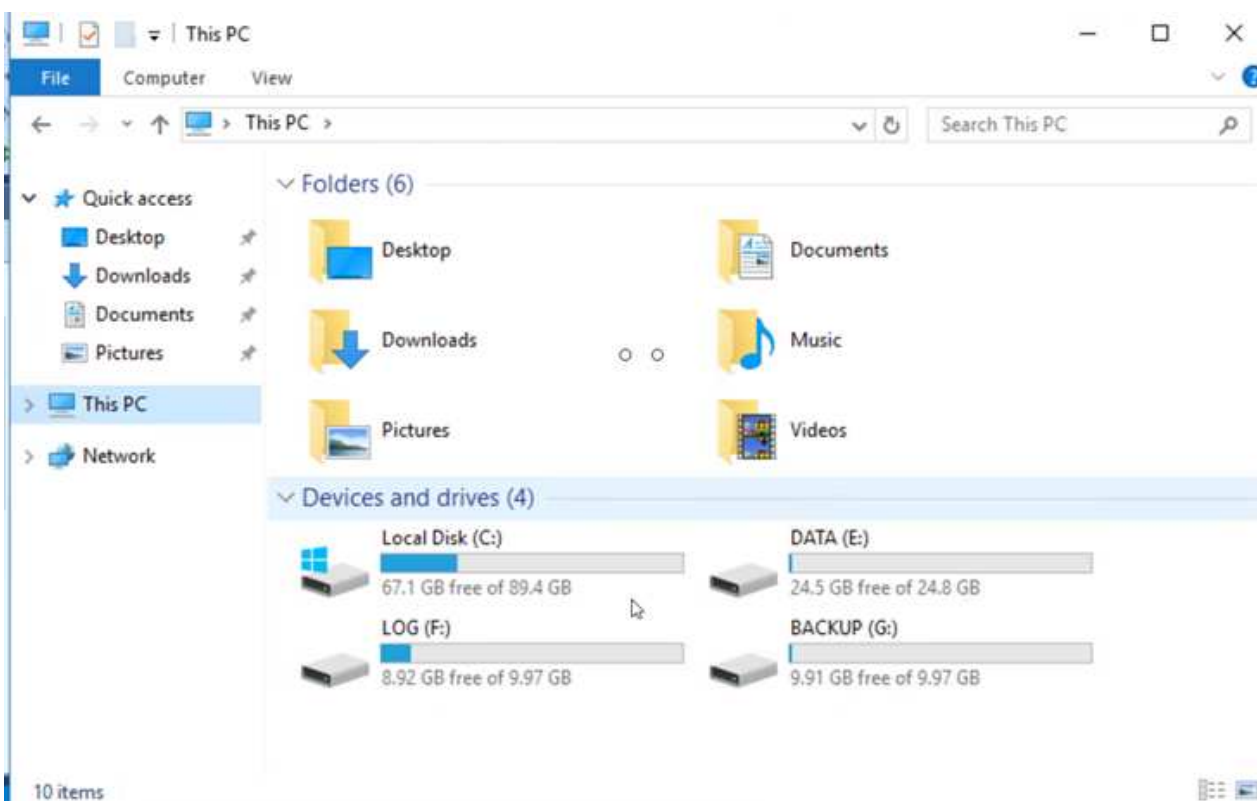 This PC
File Computer View
This PC
Search This PC
Quick access
Desktop
Downloads
Documents
Pictures
This PC
Network
Folders (6)
Desktop
Documents
Downloads
Music
Pictures
Videos
Devices and drives (4)
Local Disk (C:)
67.1 GB free of 89.4 GB
DATA (E:)
24.5 GB free of 24.8 GB
LOG (F:)
8.92 GB free of 9.97 GB
BACKUP (G:)
9.91 GB free of 9.97 GB
10 items